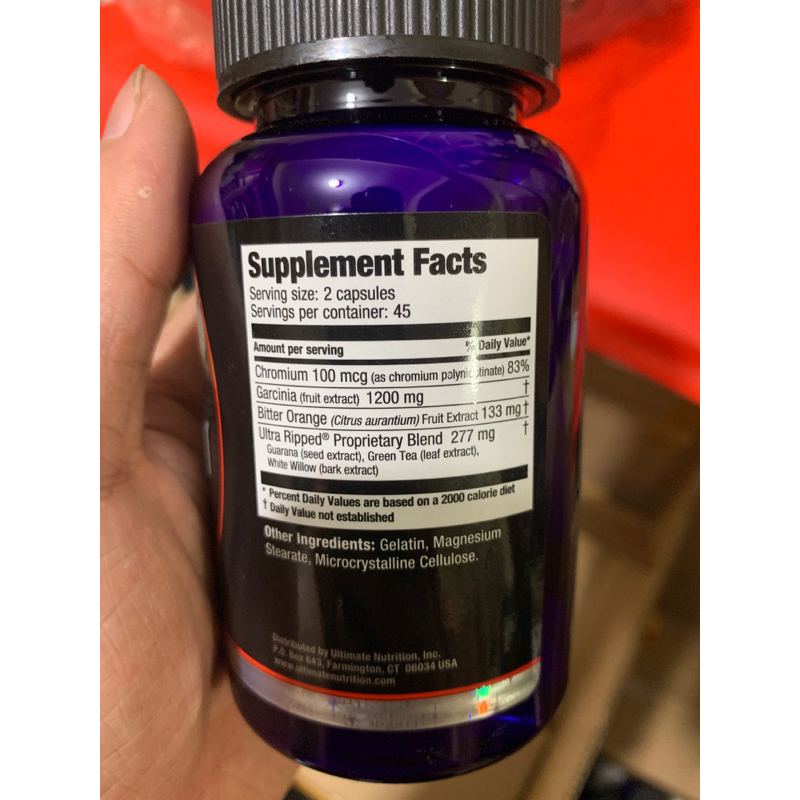 Supplement Facts
Serving size: 2 capsules
Servings per container: 45
Amount per serving % Daily Value*
Chromium 100 mcg (as chromium polynicotinate) 83%
Garcinia (fruit extract) 1200 mg †
Bitter Orange (Citrus aurantium) Fruit Extract 133 mg †
Ultra Ripped® Proprietary Blend 277 mg †
Guarana (seed extract), Green Tea (leaf extract),
White Willow (bark extract)
* Percent Daily Values are based on a 2000 calorie diet
† Daily Value not established
Other Ingredients: Gelatin, Magnesium
Stearate, Microcrystalline Cellulose.
Distributed by Ultimate Nutrition, Inc.
P.O. Box 643, Farmington, CT 06034 USA
www.ultimatenutrition.com